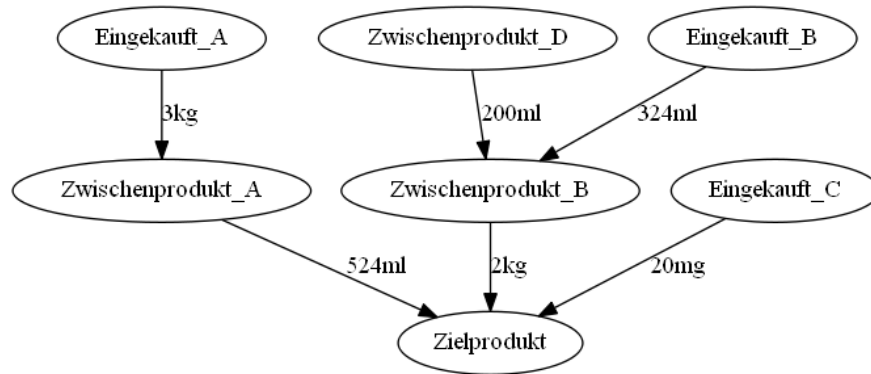 Eingekauft_A
Zwischenprodukt_D
Eingekauft_B
3kg
200ml
324ml
Zwischenprodukt_A
Zwischenprodukt_B
Eingekauft_C
524ml
2kg
20mg
Zielprodukt